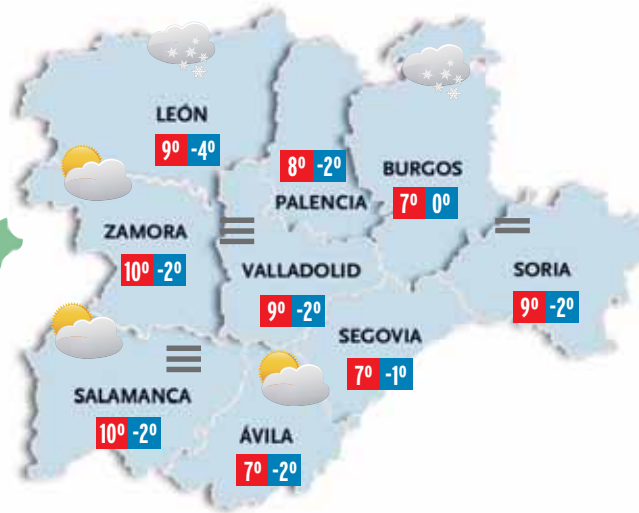 LEÓN
9º -4º
8º -2º
PALENCIA
BURGOS
7º 0º
ZAMORA
10º -2º
VALLADOLID
9º -2º
SORIA
9º -2º
SEGOVIA
7º -1º
SALAMANCA
10º -2º
ÁVILA
7º -2º